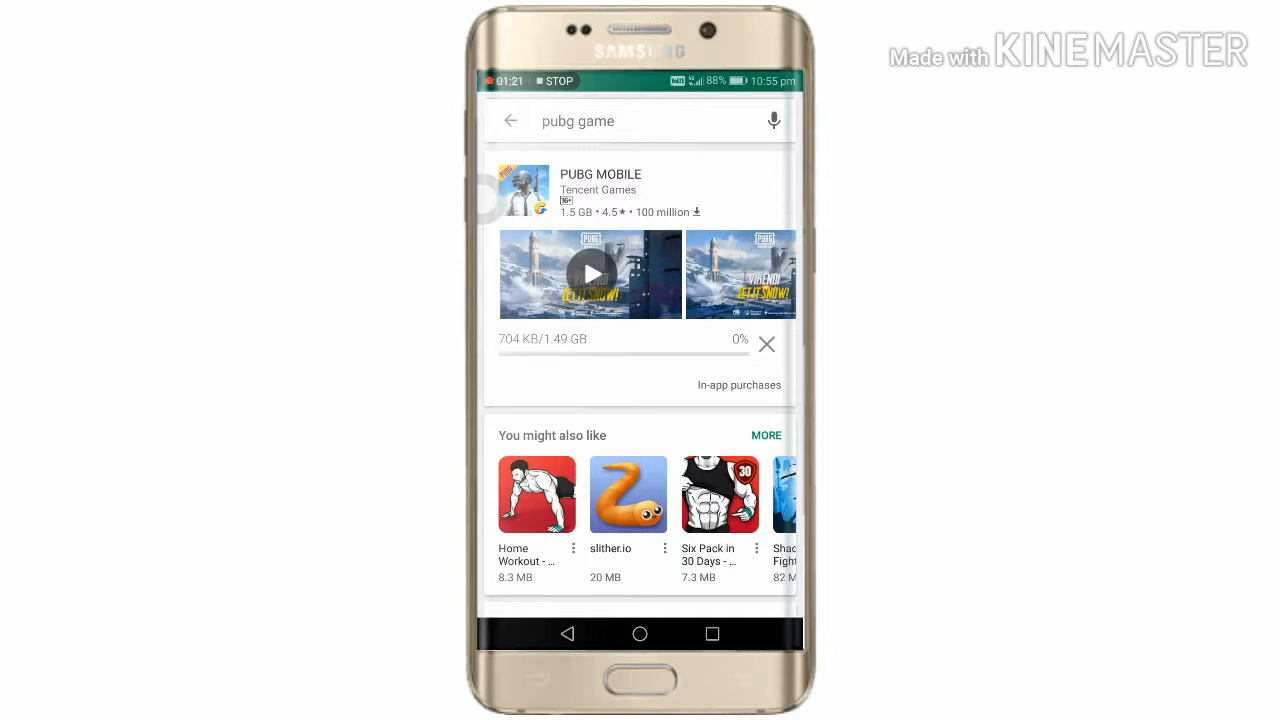 SAMSUNG
Made with KINEMASTER
01:21 STOP 88% 10:55 pm
pubg game
PUBG MOBILE
Tencent Games
16+
1.5 GB • 4.5★ • 100 million
PUBG
VIKENDI
LET IT SNOW!
PUBG
VIKENDI
LET IT SNOW!
704 KB/1.49 GB 0%
In-app purchases
You might also like MORE
30
Home
Workout - ...
8.3 MB
slither.io
20 MB
Six Pack in
30 Days - ...
7.3 MB
Shac
Fight
82 M